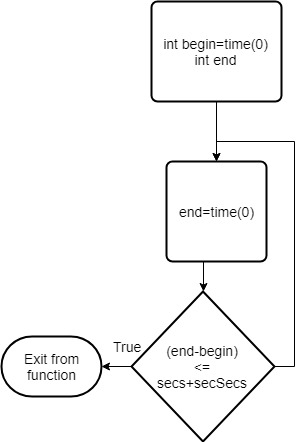 int begin=time(0)
int end
end=time(0)
(end-begin)
<=
secs+secSecs
True
Exit from
function